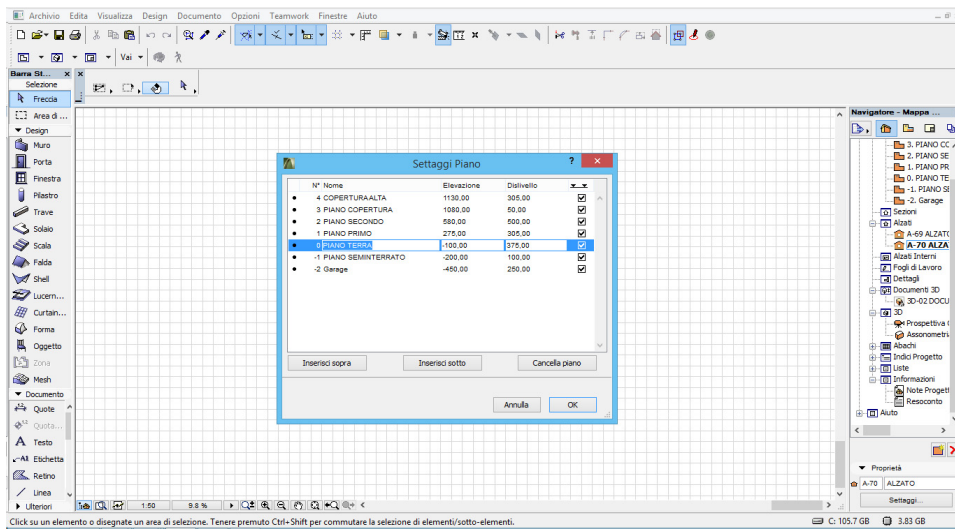 Archivio Edita Visualizza Design Documento Opzioni Teamwork Finestre Aiuto
Vai
Barra St... x
Selezione
Freccia
Area di ...
Design
Muro
Porta
Finestra
Pilastro
Trave
Solaio
Scala
Falda
Shell
Lucern...
Curtain...
Forma
Oggetto
Zona
Mesh
Documento
Quote
Quota...
Testo
A1 Etichetta
Retino
Linea
Ulteriori
Settaggi Piano
N° Nome Elevazione Dislivello
4 COPERTURA ALTA 1130,00 305,00
3 PIANO COPERTURA 1080,00 50,00
2 PIANO SECONDO 580,00 500,00
1 PIANO PRIMO 275,00 305,00
0 PIANO TERRA -100,00 375,00
-1 PIANO SEMINTERRATO -200,00 100,00
-2 Garage -450,00 250,00
Inserisci sopra Inserisci sotto Cancella piano
Annulla OK
Navigatore - Mappa ...
3. PIANO CC
2. PIANO SE
1. PIANO PR
0. PIANO TE
-1. PIANO SE
-2. Garage
Sezioni
Alzati
A-69 ALZATO
A-70 ALZA
Alzati Interni
Fogli di Lavoro
Dettagli
Documenti 3D
3D-02 DOCU
3D
Prospettiva
Assonometri
Abachi
Indici Progetto
Liste
Informazioni
Note Progett
Resoconto
Aiuto
Proprietà
A-70 ALZATO
Settaggi...
1:50 9.8 %
Click su un elemento o disegnate un area di selezione. Tenere premuto Ctrl+Shift per commutare la selezione di elementi/sotto-elementi.
C: 105.7 GB 3.83 GB